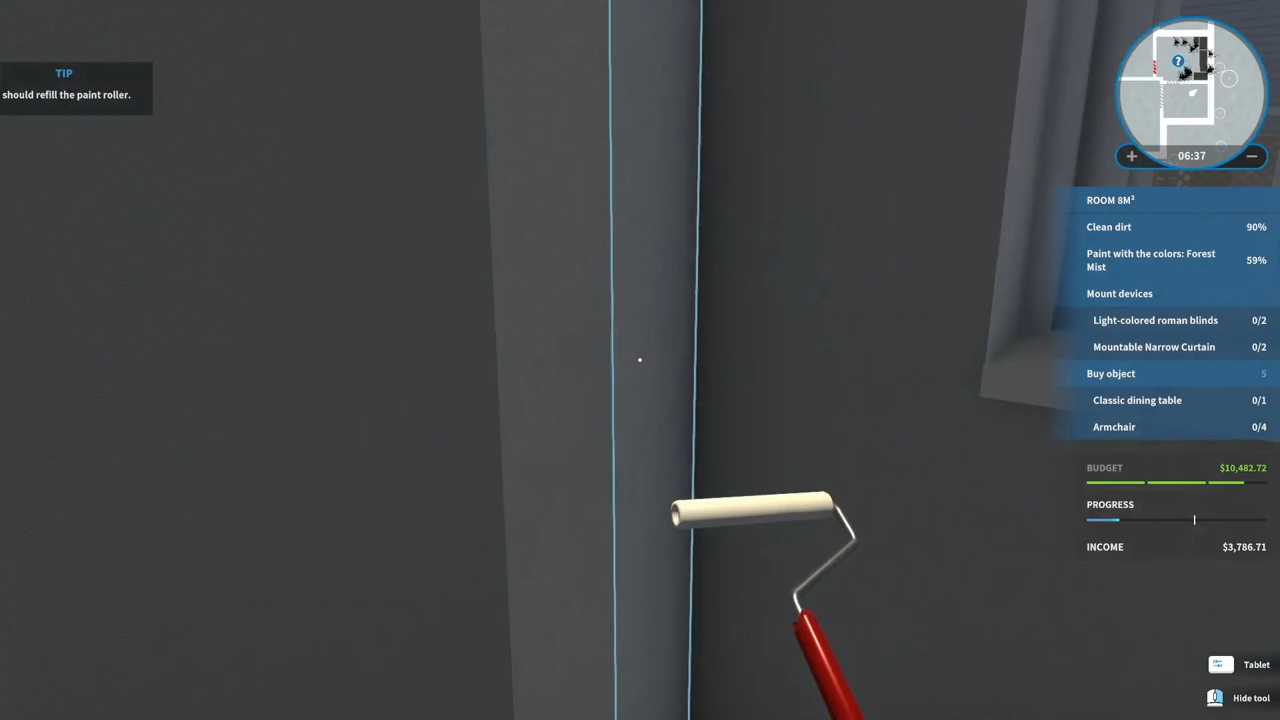 TIP
should refill the paint roller.
06:37
ROOM 8M²
Clean dirt 90%
Paint with the colors: Forest
Mist 59%
Mount devices
Light-colored roman blinds 0/2
Mountable Narrow Curtain 0/2
Buy object 5
Classic dining table 0/1
Armchair 0/4
BUDGET $10,482.72
PROGRESS
INCOME $3,786.71
Tablet
Hide tool